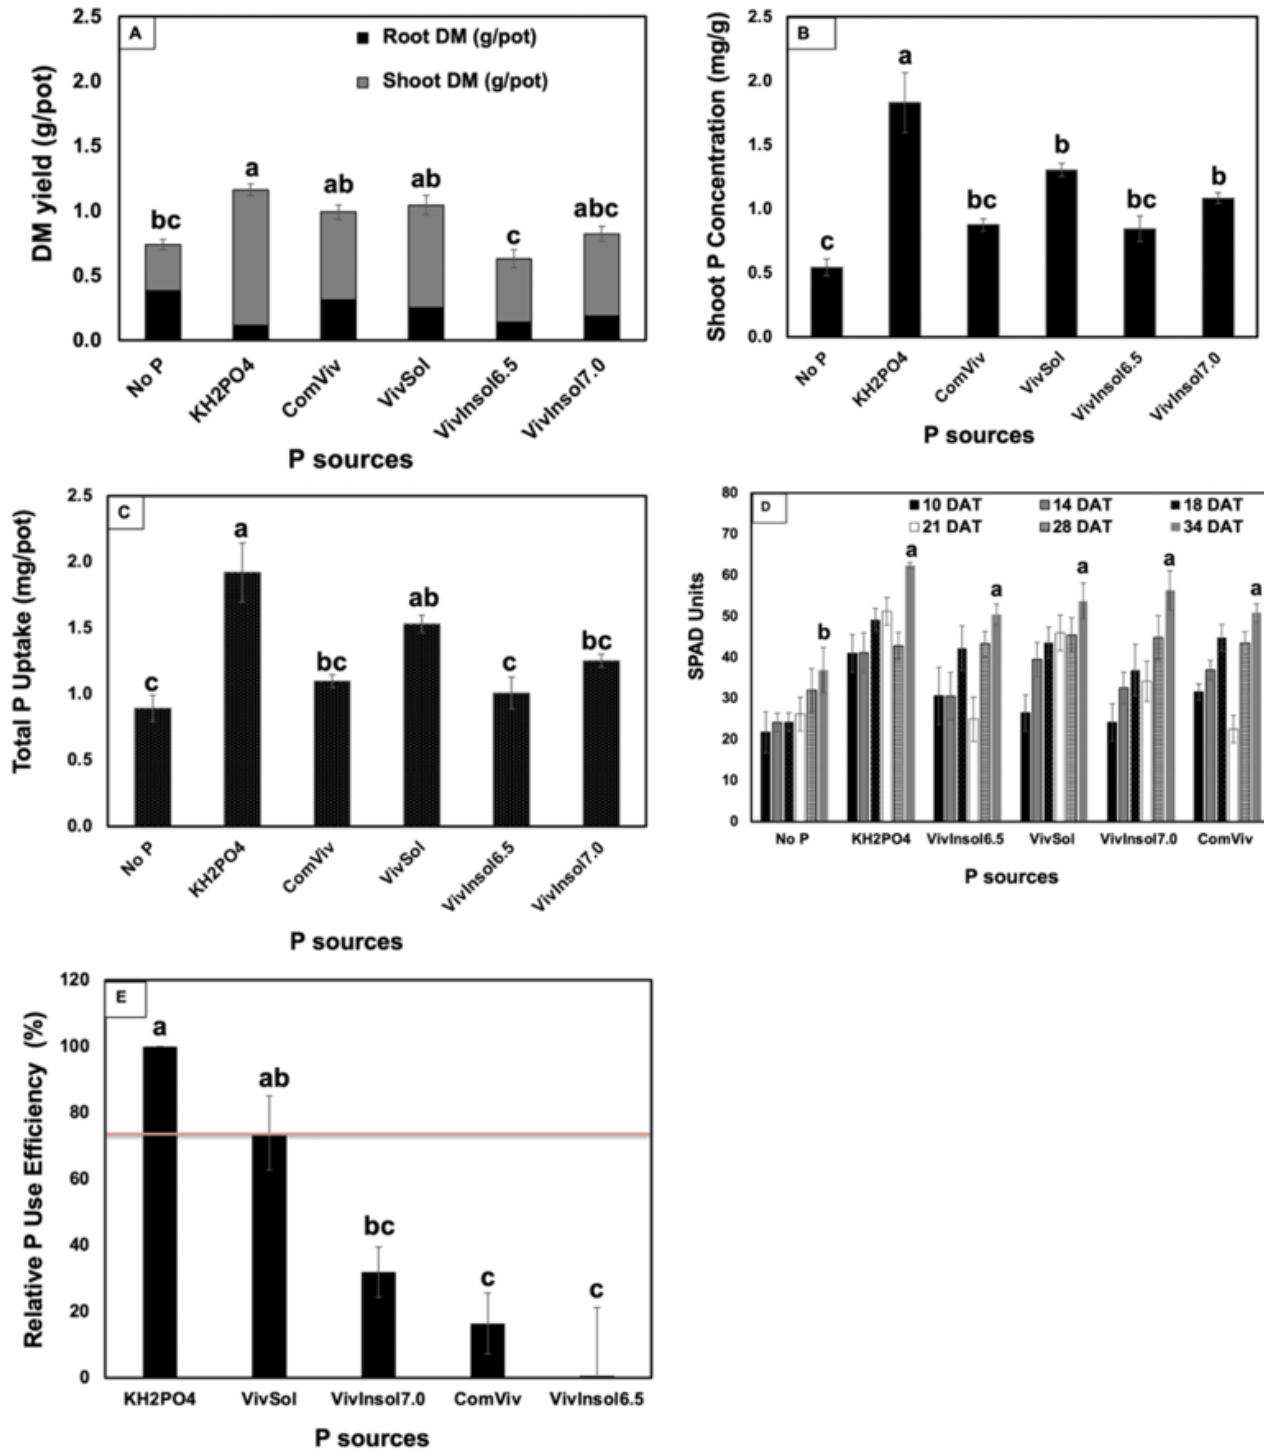 A
Root DM (g/pot)
Shoot DM (g/pot)
DM yield (g/pot)
2.5
2.0
1.5
1.0
0.5
0.0
bc
a
ab
ab
c
abc
No P
KH2PO4
ComViv
VivSol
VivInsol6.5
VivInsol7.0
P sources
B
Shoot P Concentration (mg/g)
2.5
2.0
1.5
1.0
0.5
0.0
c
a
bc
b
bc
b
No P
KH2PO4
ComViv
VivSol
VivInsol6.5
VivInsol7.0
P sources
C
Total P Uptake (mg/pot)
2.5
2.0
1.5
1.0
0.5
0.0
c
a
bc
ab
c
bc
No P
KH2PO4
ComViv
VivSol
VivInsol6.5
VivInsol7.0
P sources
D
10 DAT 14 DAT 18 DAT
21 DAT 28 DAT 34 DAT
SPAD Units
80
70
60
50
40
30
20
10
0
b
a
a
a
a
a
No P
KH2PO4
VivInsol6.5
VivSol
VivInsol7.0
ComViv
P sources
E
Relative P Use Efficiency (%)
120
100
80
60
40
20
0
a
ab
bc
c
c
KH2PO4
VivSol
VivInsol7.0
ComViv
VivInsol6.5
P sources